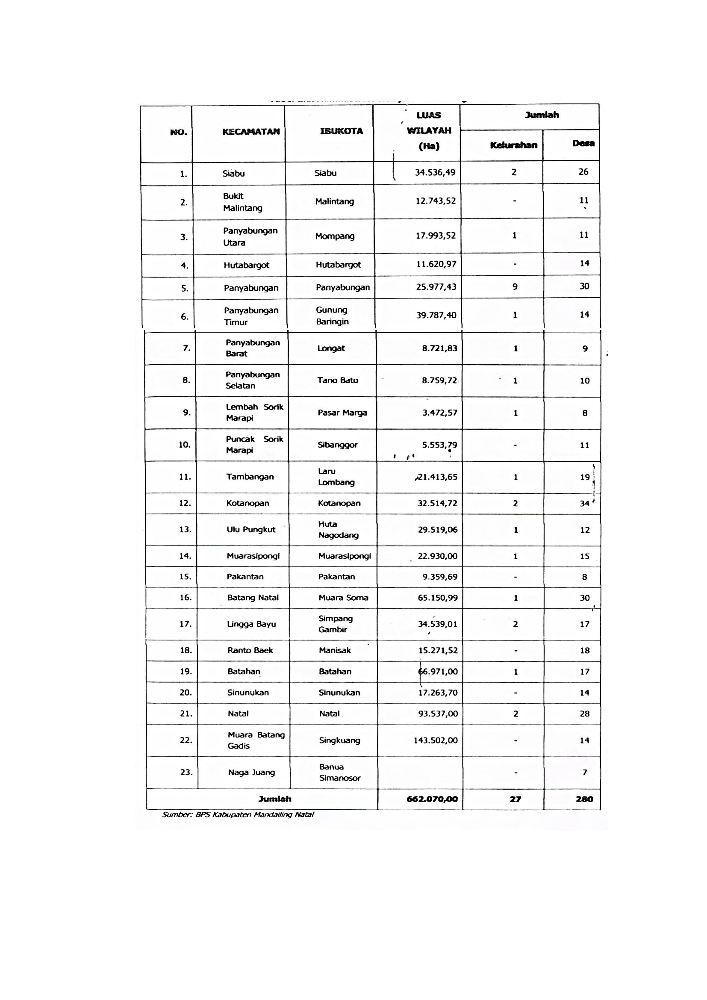 NO. KECAMATAN IBUKOTA LUAS WILAYAH (Ha) Jumlah
Kelurahan Desa
1. Siabu Siabu 34.536,49 2 26
2. Bukit Malintang Malintang 12.743,52 - 11
3. Panyabungan Utara Mompang 17.993,52 1 11
4. Hutabargot Hutabargot 11.620,97 - 14
5. Panyabungan Panyabungan 25.977,43 9 30
6. Panyabungan Timur Gunung Baringin 39.787,40 1 14
7. Panyabungan Barat Longat 8.721,83 1 9
8. Panyabungan Selatan Tano Bato 8.759,72 1 10
9. Lembah Sorik Marapi Pasar Marga 3.472,57 1 8
10. Puncak Sorik Marapi Sibanggor 5.553,79 - 11
11. Tambangan Laru Lombang 21.413,65 1 19
12. Kotanopan Kotanopan 32.514,72 2 34
13. Ulu Pungkut Huta Nagodang 29.519,06 1 12
14. Muarasipongi Muarasipongi 22.930,00 1 15
15. Pakantan Pakantan 9.359,69 - 8
16. Batang Natal Muara Soma 65.150,99 1 30
17. Lingga Bayu Simpang Gambir 34.539,01 2 17
18. Ranto Baek Manisak 15.271,52 - 18
19. Batahan Batahan 66.971,00 1 17
20. Sinunukan Sinunukan 17.263,70 - 14
21. Natal Natal 93.537,00 2 28
22. Muara Batang Gadis Singkuang 143.502,00 - 14
23. Naga Juang Banua Simanosor - 7
Jumlah 662.070,00 27 280
Sumber: BPS Kabupaten Mandailing Natal